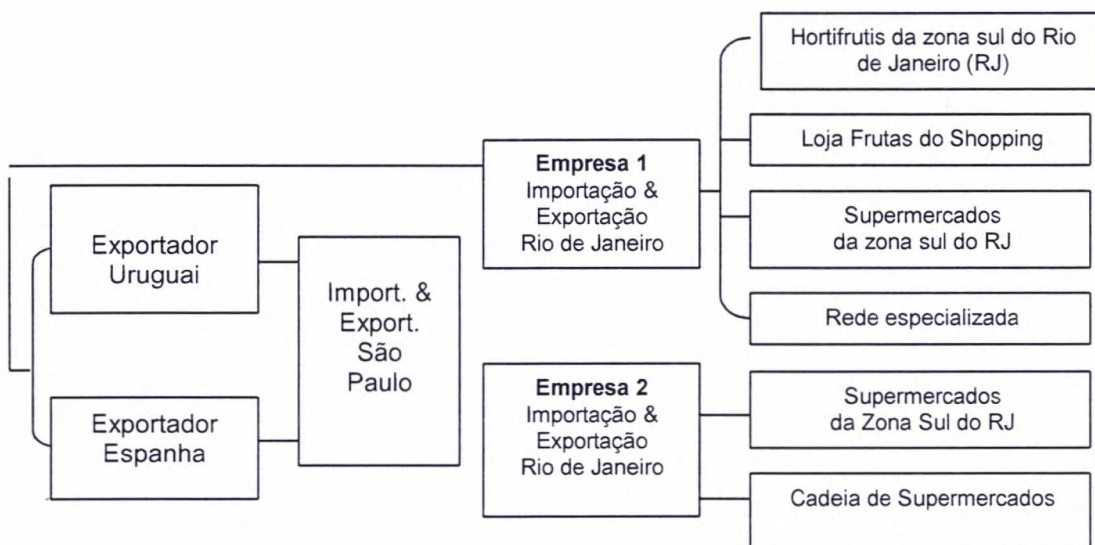 Exportador
Uruguai
Exportador
Espanha
Import. &
Export.
São
Paulo
Empresa 1
Importação &
Exportação
Rio de Janeiro
Empresa 2
Importação &
Exportação
Rio de Janeiro
Hortifrutis da zona sul do Rio
de Janeiro (RJ)
Loja Frutas do Shopping
Supermercados
da zona sul do RJ
Rede especializada
Supermercados
da Zona Sul do RJ
Cadeia de Supermercados